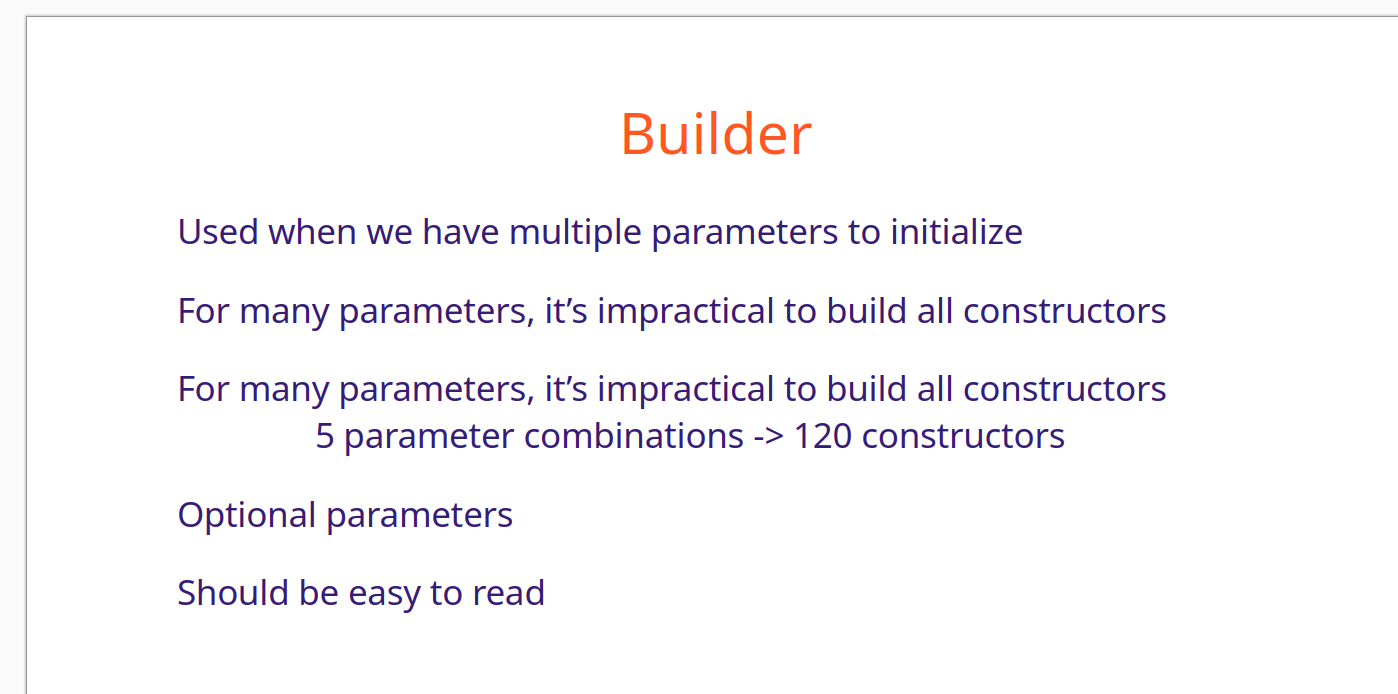 Builder
Used when we have multiple parameters to initialize
For many parameters, it’s impractical to build all constructors
For many parameters, it’s impractical to build all constructors
5 parameter combinations -> 120 constructors
Optional parameters
Should be easy to read